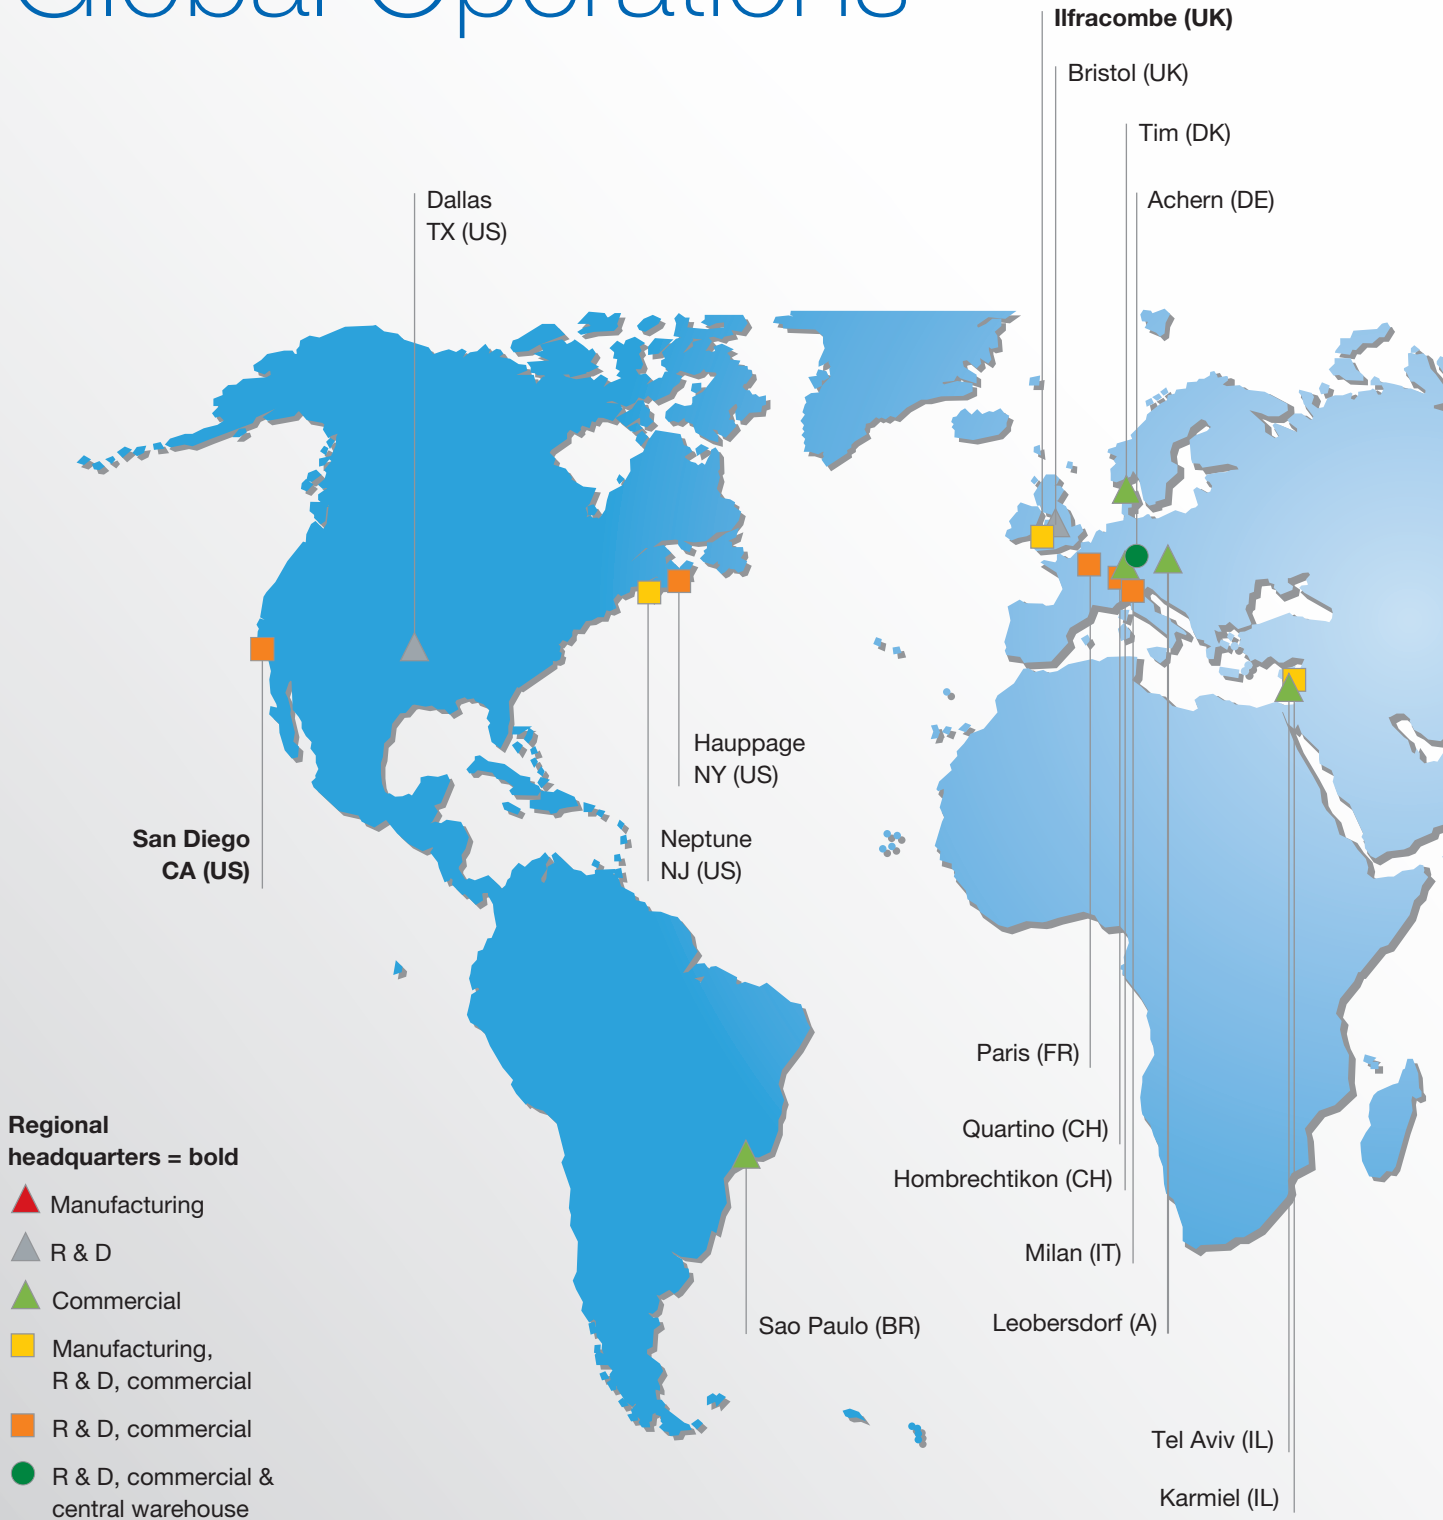 Global Operations
Ilfracombe (UK)
Bristol (UK)
Tim (DK)
Achern (DE)
Dallas
TX (US)
Hauppage
NY (US)
San Diego
CA (US)
Neptune
NJ (US)
Paris (FR)
Quartino (CH)
Hombrechtikon (CH)
Milan (IT)
Leobersdorf (A)
Sao Paulo (BR)
Tel Aviv (IL)
Karmiel (IL)
Regional
headquarters = bold
Manufacturing
R & D
Commercial
Manufacturing,
R & D, commercial
R & D, commercial
R & D, commercial &
central warehouse